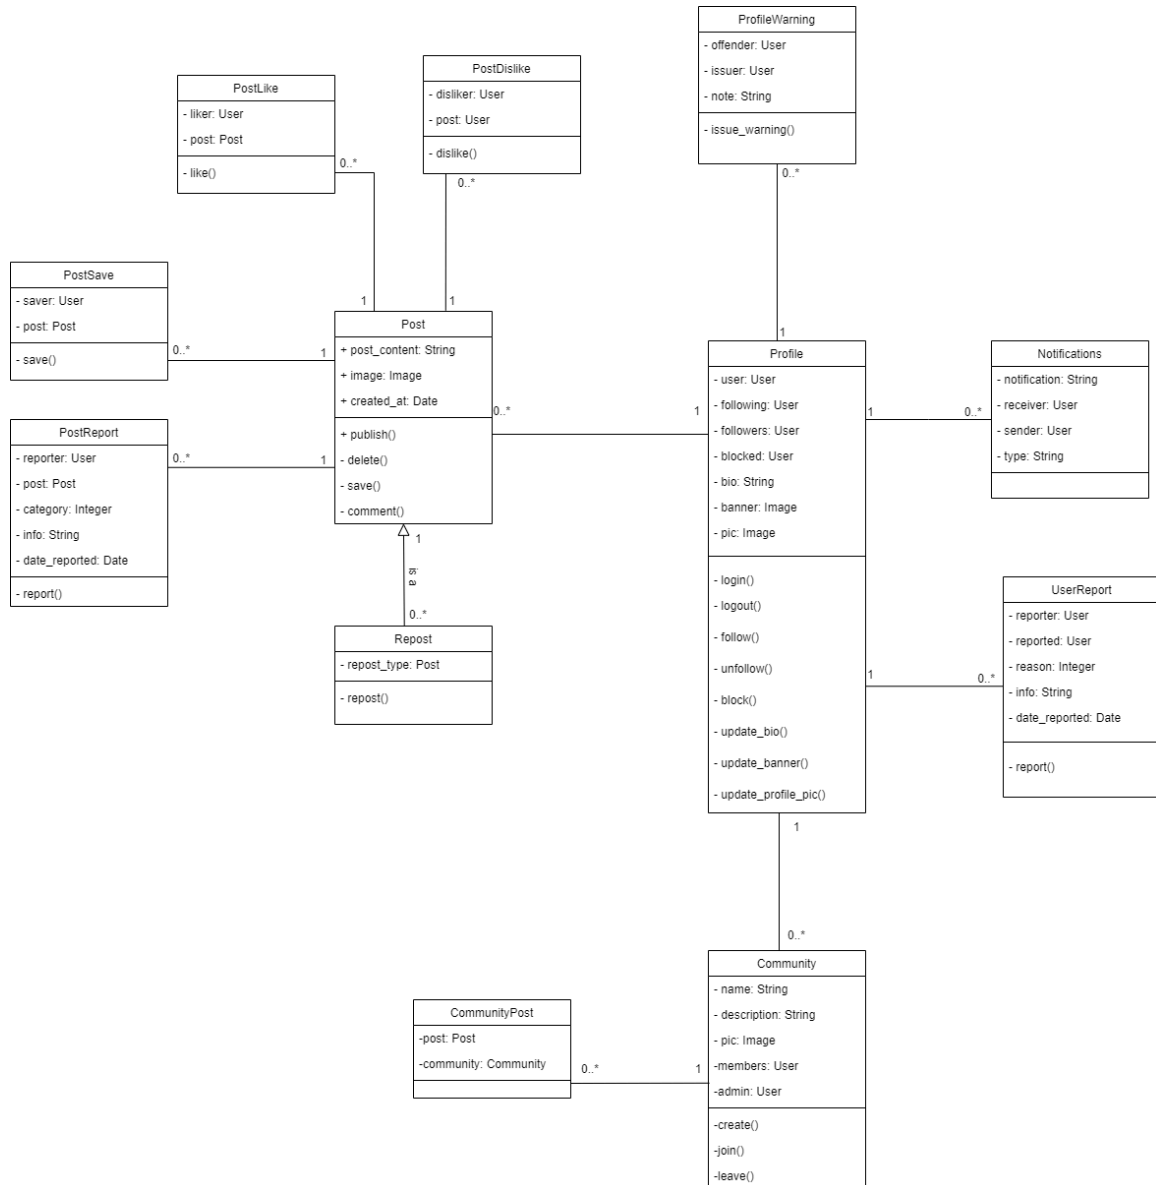 ProfileWarning
- offender: User
- issuer: User
- note: String
- issue_warning()
0..*
1
PostDislike
- disliker: User
- post: User
- dislike()
0..*
1
PostLike
- liker: User
- post: Post
- like()
0..*
1
PostSave
- saver: User
- post: Post
- save()
0..*
1
PostReport
- reporter: User
- post: Post
- category: Integer
- info: String
- date_reported: Date
- report()
0..*
1
Post
+ post_content: String
+ image: Image
+ created_at: Date
+ publish()
- delete()
- save()
- comment()
0..*
1
1
is a
0..*
Repost
- repost_type: Post
- repost()
Profile
- user: User
- following: User
- followers: User
- blocked: User
- bio: String
- banner: Image
- pic: Image
- login()
- logout()
- follow()
- unfollow()
- block()
- update_bio()
- update_banner()
- update_profile_pic()
1
0..*
Notifications
- notification: String
- receiver: User
- sender: User
- type: String
1
0..*
UserReport
- reporter: User
- reported: User
- reason: Integer
- info: String
- date_reported: Date
- report()
1
0..*
Community
- name: String
- description: String
- pic: Image
-members: User
-admin: User
-create()
-join()
-leave()
CommunityPost
-post: Post
-community: Community
0..*
1